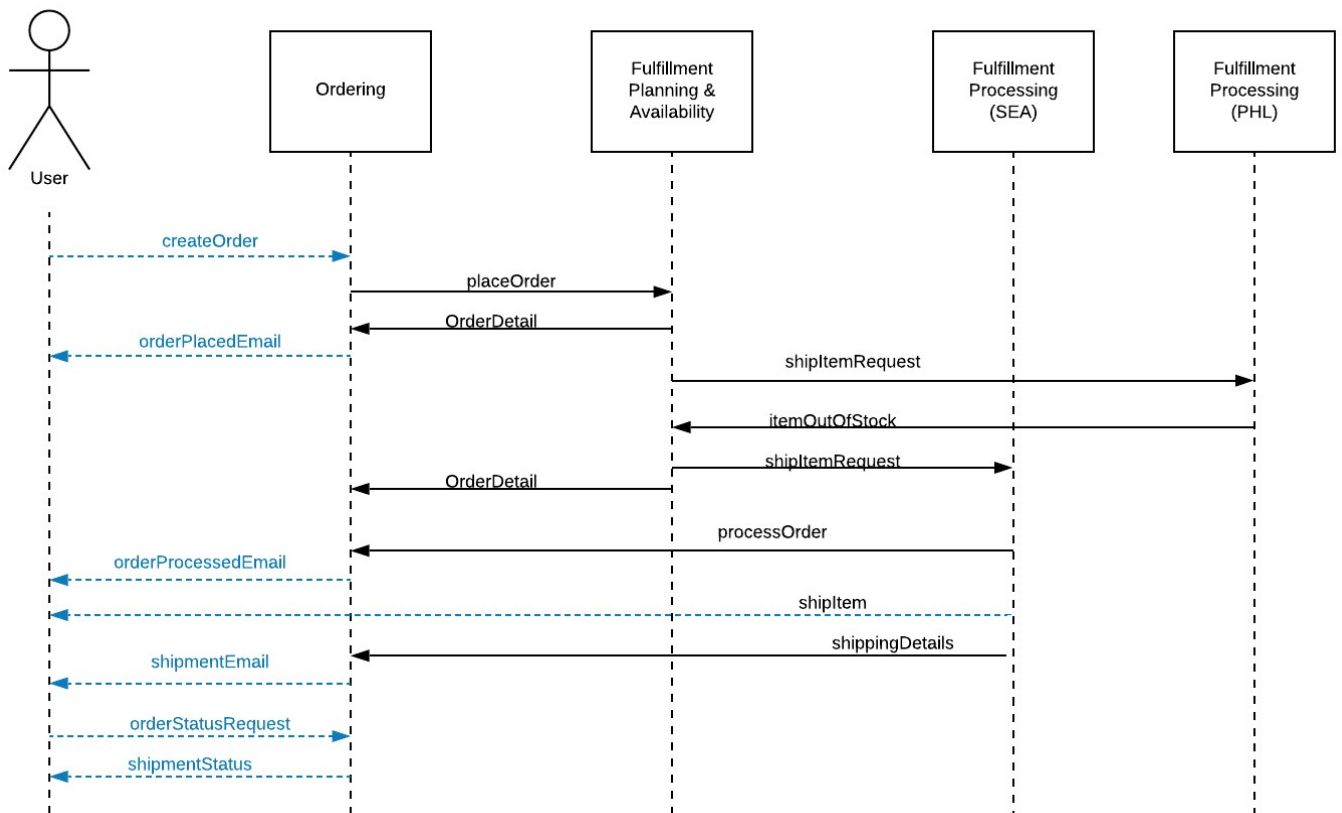 User
Ordering
Fulfillment
Planning &
Availability
Fulfillment
Processing
(SEA)
Fulfillment
Processing
(PHL)
createOrder
placeOrder
OrderDetail
orderPlacedEmail
shipItemRequest
itemOutOfStock
shipItemRequest
OrderDetail
processOrder
orderProcessedEmail
shipItem
shippingDetails
shipmentEmail
orderStatusRequest
shipmentStatus